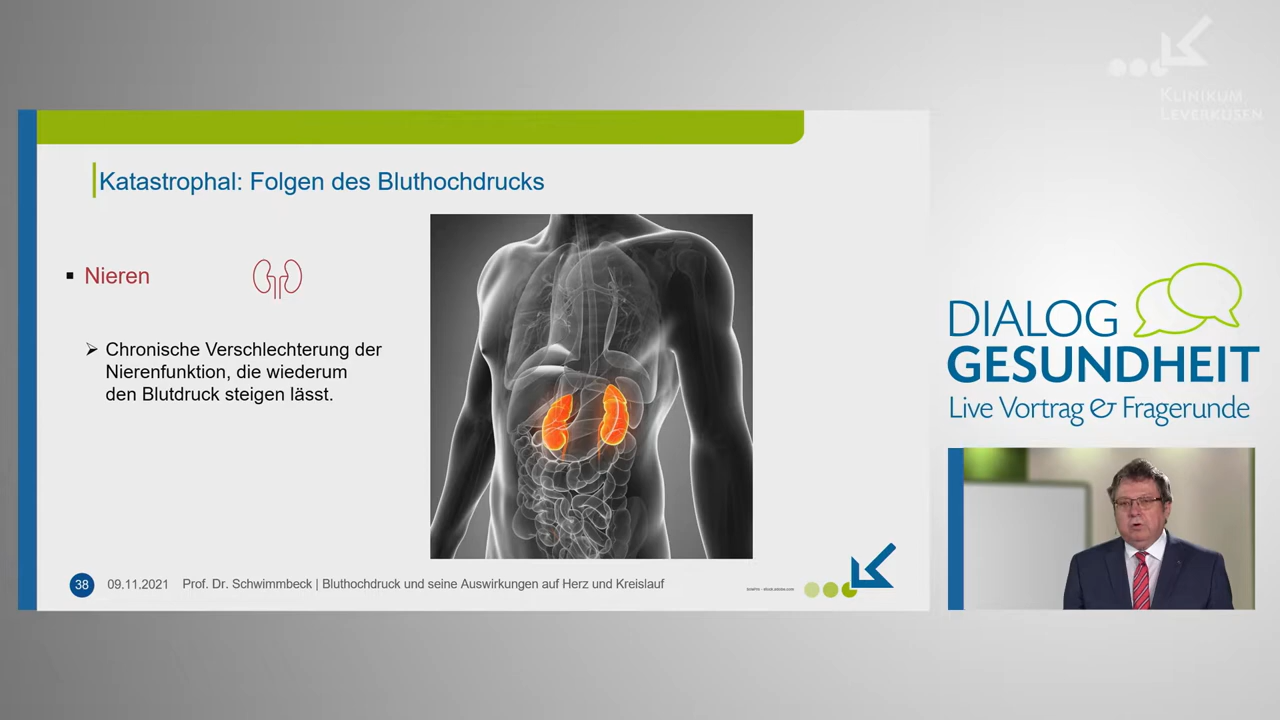 KLINIKUM
LEVERKUSEN
Katastrophal: Folgen des Bluthochdrucks
Nieren
Chronische Verschlechterung der
Nierenfunktion, die wiederum
den Blutdruck steigen lässt.
38 09.11.2021 Prof. Dr. Schwimmbeck | Bluthochdruck und seine Auswirkungen auf Herz und Kreislauf
DIALOG
GESUNDHEIT
Live Vortrag & Fragerunde